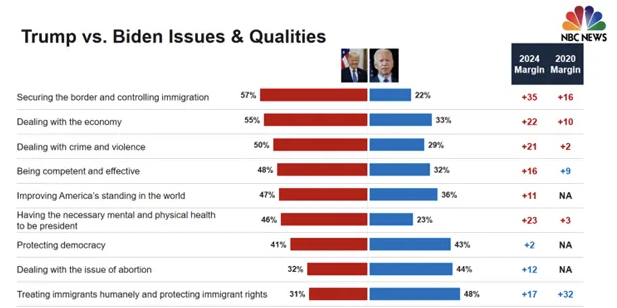 NBC NEWS
Trump vs. Biden Issues & Qualities
2024 Margin 2020 Margin
Securing the border and controlling immigration 57% 22% +35 +16
Dealing with the economy 55% 33% +22 +10
Dealing with crime and violence 50% 29% +21 +2
Being competent and effective 48% 32% +16 +9
Improving America's standing in the world 47% 36% +11 NA
Having the necessary mental and physical health
to be president 46% 23% +23 +3
Protecting democracy 41% 43% +2 NA
Dealing with the issue of abortion 32% 44% +12 NA
Treating immigrants humanely and protecting immigrant rights 31% 48% +17 +32